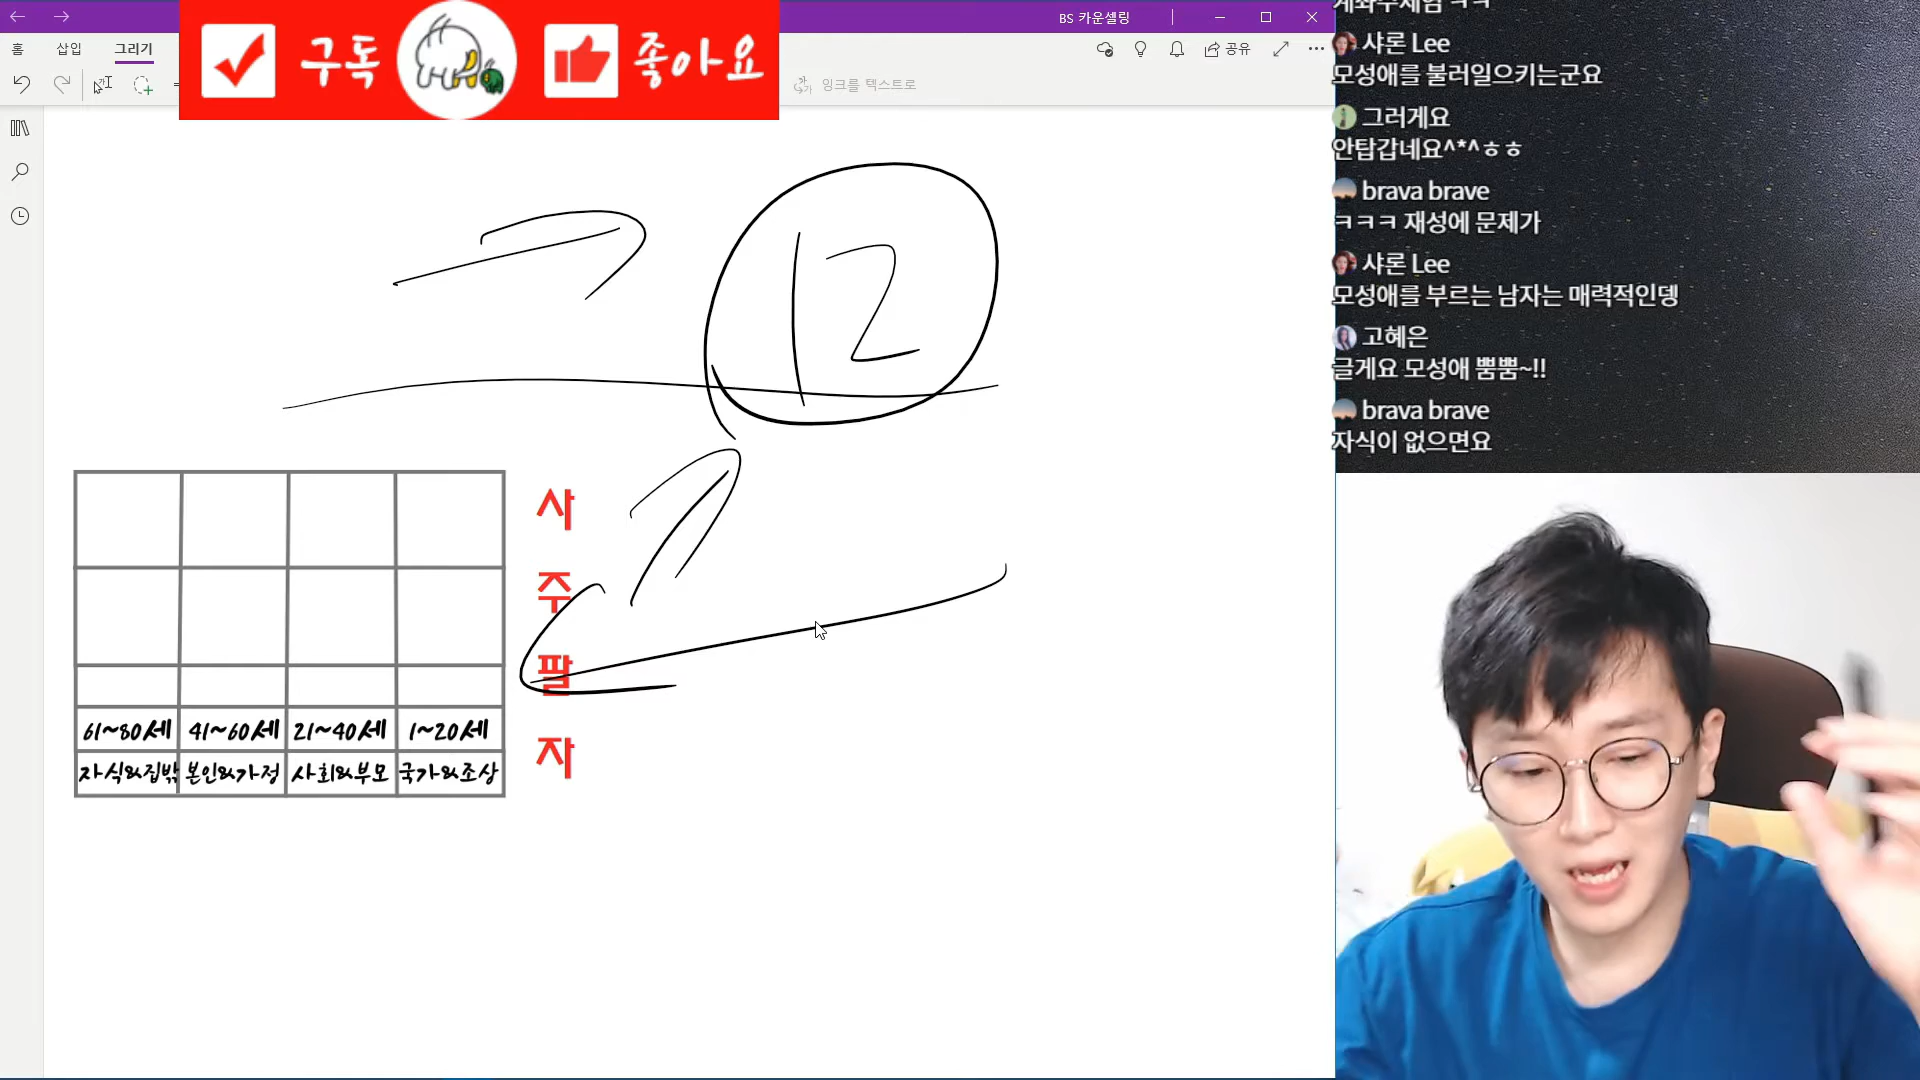 BS 카운셀링
홈 삽입 그리기
공유
잉크를 텍스트로
구독 좋아요
12
사
주
팔
자
61~80세 41~60세 21~40세 1~20세
자식&집밖 본인&가정 사회&부모 국가&조상
샤론 Lee
모성애를 불러일으키는군요
그러게요
안탑갑네요^*^ㅎㅎ
brava brave
ㅋㅋㅋ 재성에 문제가
샤론 Lee
모성애를 부르는 남자는 매력적인뎅
고혜은
글게요 모성애 뿜뿜~!!
brava brave
자식이 없으면요